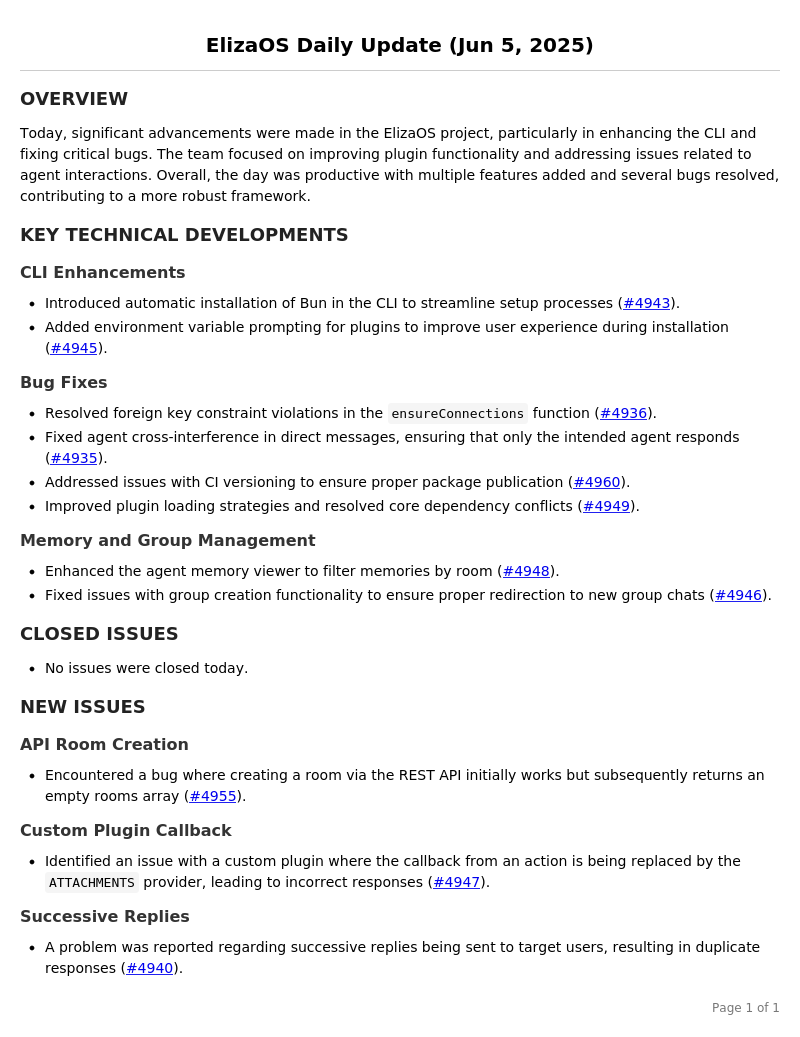 ElizaOS Daily Update (Jun 5, 2025)
OVERVIEW
Today, significant advancements were made in the ElizaOS project, particularly in enhancing the CLI and
fixing critical bugs. The team focused on improving plugin functionality and addressing issues related to
agent interactions. Overall, the day was productive with multiple features added and several bugs resolved,
contributing to a more robust framework.
KEY TECHNICAL DEVELOPMENTS
CLI Enhancements
• Introduced automatic installation of Bun in the CLI to streamline setup processes (#4943).
• Added environment variable prompting for plugins to improve user experience during installation
(#4945).
Bug Fixes
• Resolved foreign key constraint violations in the ensureConnections function (#4936).
• Fixed agent cross-interference in direct messages, ensuring that only the intended agent responds
(#4935).
• Addressed issues with CI versioning to ensure proper package publication (#4960).
• Improved plugin loading strategies and resolved core dependency conflicts (#4949).
Memory and Group Management
• Enhanced the agent memory viewer to filter memories by room (#4948).
• Fixed issues with group creation functionality to ensure proper redirection to new group chats (#4946).
CLOSED ISSUES
• No issues were closed today.
NEW ISSUES
API Room Creation
• Encountered a bug where creating a room via the REST API initially works but subsequently returns an
empty rooms array (#4955).
Custom Plugin Callback
• Identified an issue with a custom plugin where the callback from an action is being replaced by the
ATTACHMENTS provider, leading to incorrect responses (#4947).
Successive Replies
• A problem was reported regarding successive replies being sent to target users, resulting in duplicate
responses (#4940).
Page 1 of 1